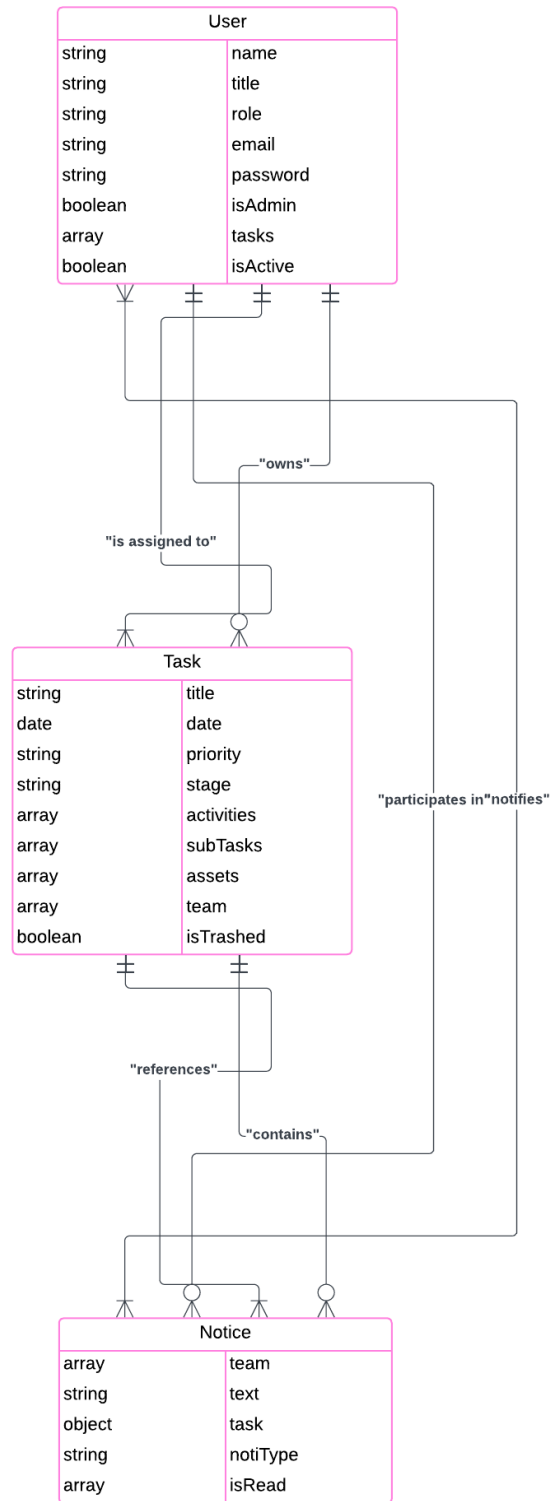 User
string name
string title
string role
string email
string password
boolean isAdmin
array tasks
boolean isActive
"owns"
"is assigned to"
Task
string title
date date
string priority
string stage
array activities
array subTasks
array assets
array team
boolean isTrashed
"participates in"
"notifies"
"references"
"contains"
Notice
array team
string text
object task
string notiType
array isRead